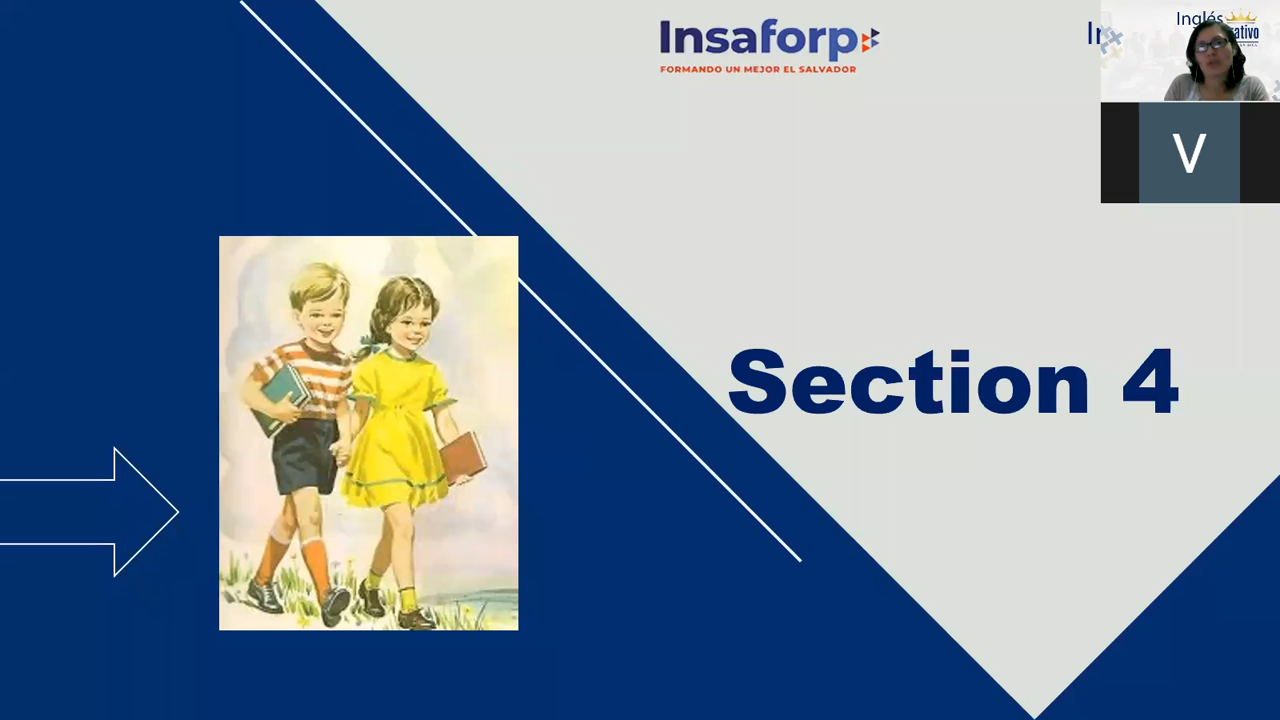 Insaforp
FORMANDO UN MEJOR EL SALVADOR
Inglés
V
Section 4